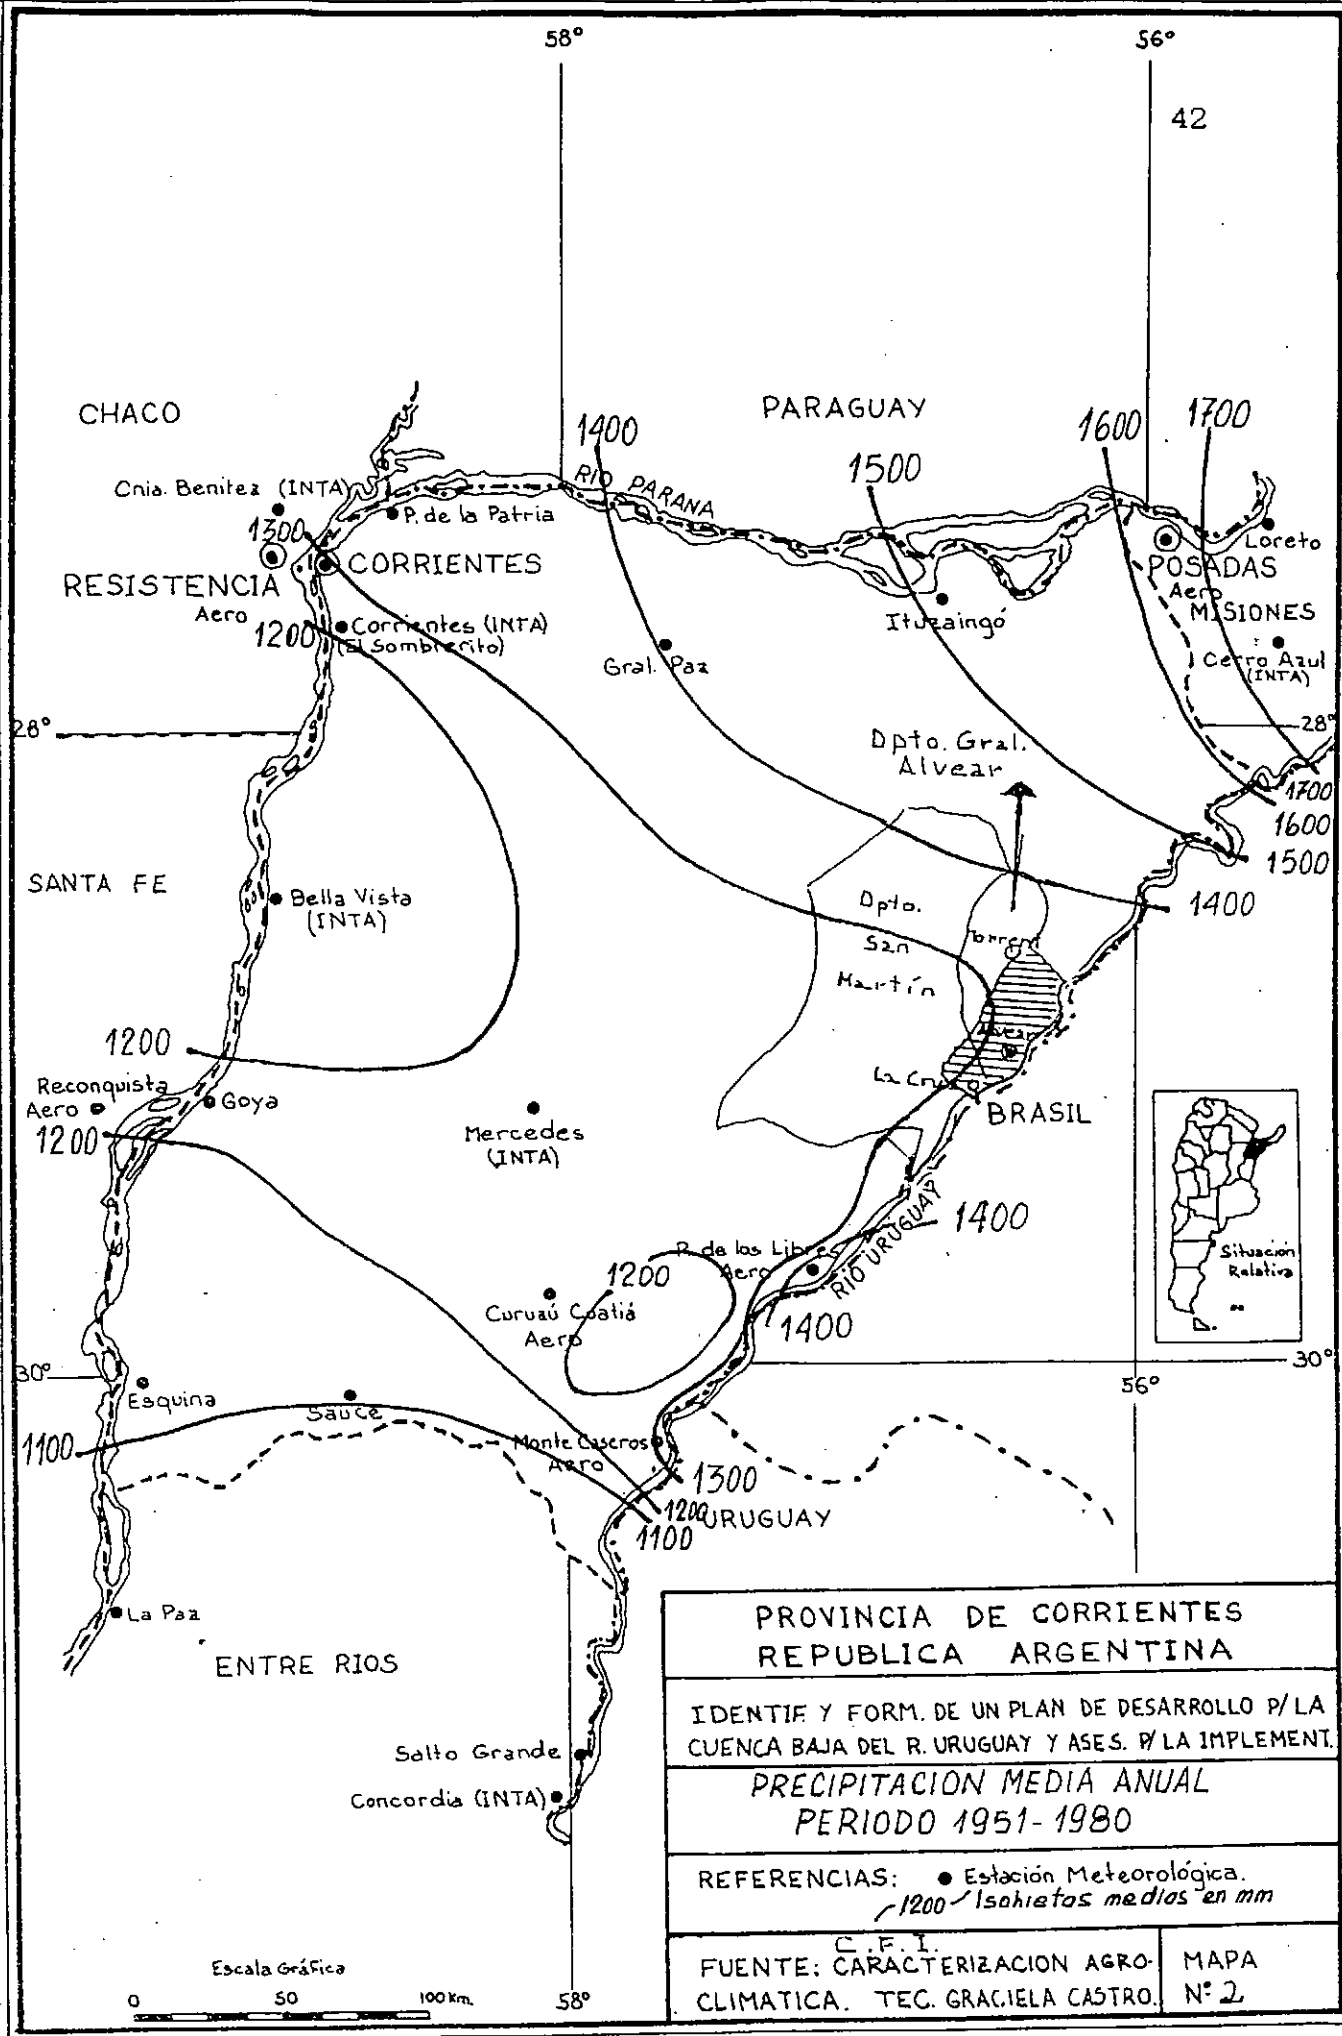 58°
56°
42
CHACO
PARAGUAY
1400
1600
1700
1500
RIO PARANA
Cnia. Benitez (INTA)
P. de la Patria
1300
CORRIENTES
RESISTENCIA
Aero
Loreto
POSADAS
Aero
MISIONES
Ituzaingó
1200
Corrientes (INTA)
(El Sombrerito)
Gral. Paz
Cerro Azul
(INTA)
28°
28°
Dpto. Gral.
Alvear
1700
1600
1500
1400
SANTA FE
Bella Vista
(INTA)
Dpto.
San
Martín
Torrent
Alvear
La Cruz
1200
Reconquista
Aero
Goya
1200
Mercedes
(INTA)
BRASIL
RIO URUGUAY
1400
P. de los Libres
Aero
1200
1400
Curuzú Cuatiá
Aero
Situación
Relativa
30°
30°
56°
Esquina
Sauce
1100
Monte Caseros
Aero
1300
1200
1100
URUGUAY
La Paz
ENTRE RIOS
Salto Grande
Concordia (INTA)
58°
Escala Gráfica
0 50 100 Km.
PROVINCIA DE CORRIENTES
REPUBLICA ARGENTINA
IDENTIF. Y FORM. DE UN PLAN DE DESARROLLO P/ LA
CUENCA BAJA DEL R. URUGUAY Y ASES. P/ LA IMPLEMENT.
PRECIPITACION MEDIA ANUAL
PERIODO 1951-1980
REFERENCIAS: Estación Meteorológica.
1200 Isohietas medias en mm
C.F.I.
FUENTE: CARACTERIZACION AGRO-
CLIMATICA. TEC. GRACIELA CASTRO.
MAPA
Nº 2